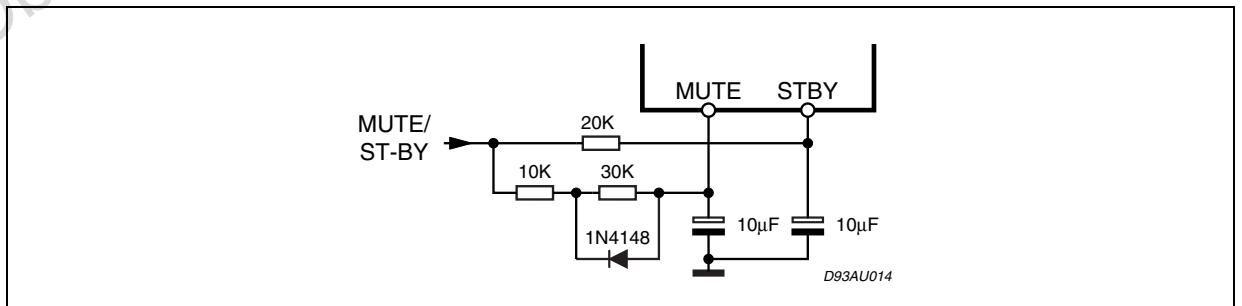 MUTE STBY
MUTE/
ST-BY
20K
10K 30K
1N4148
10μF 10μF
D93AU014